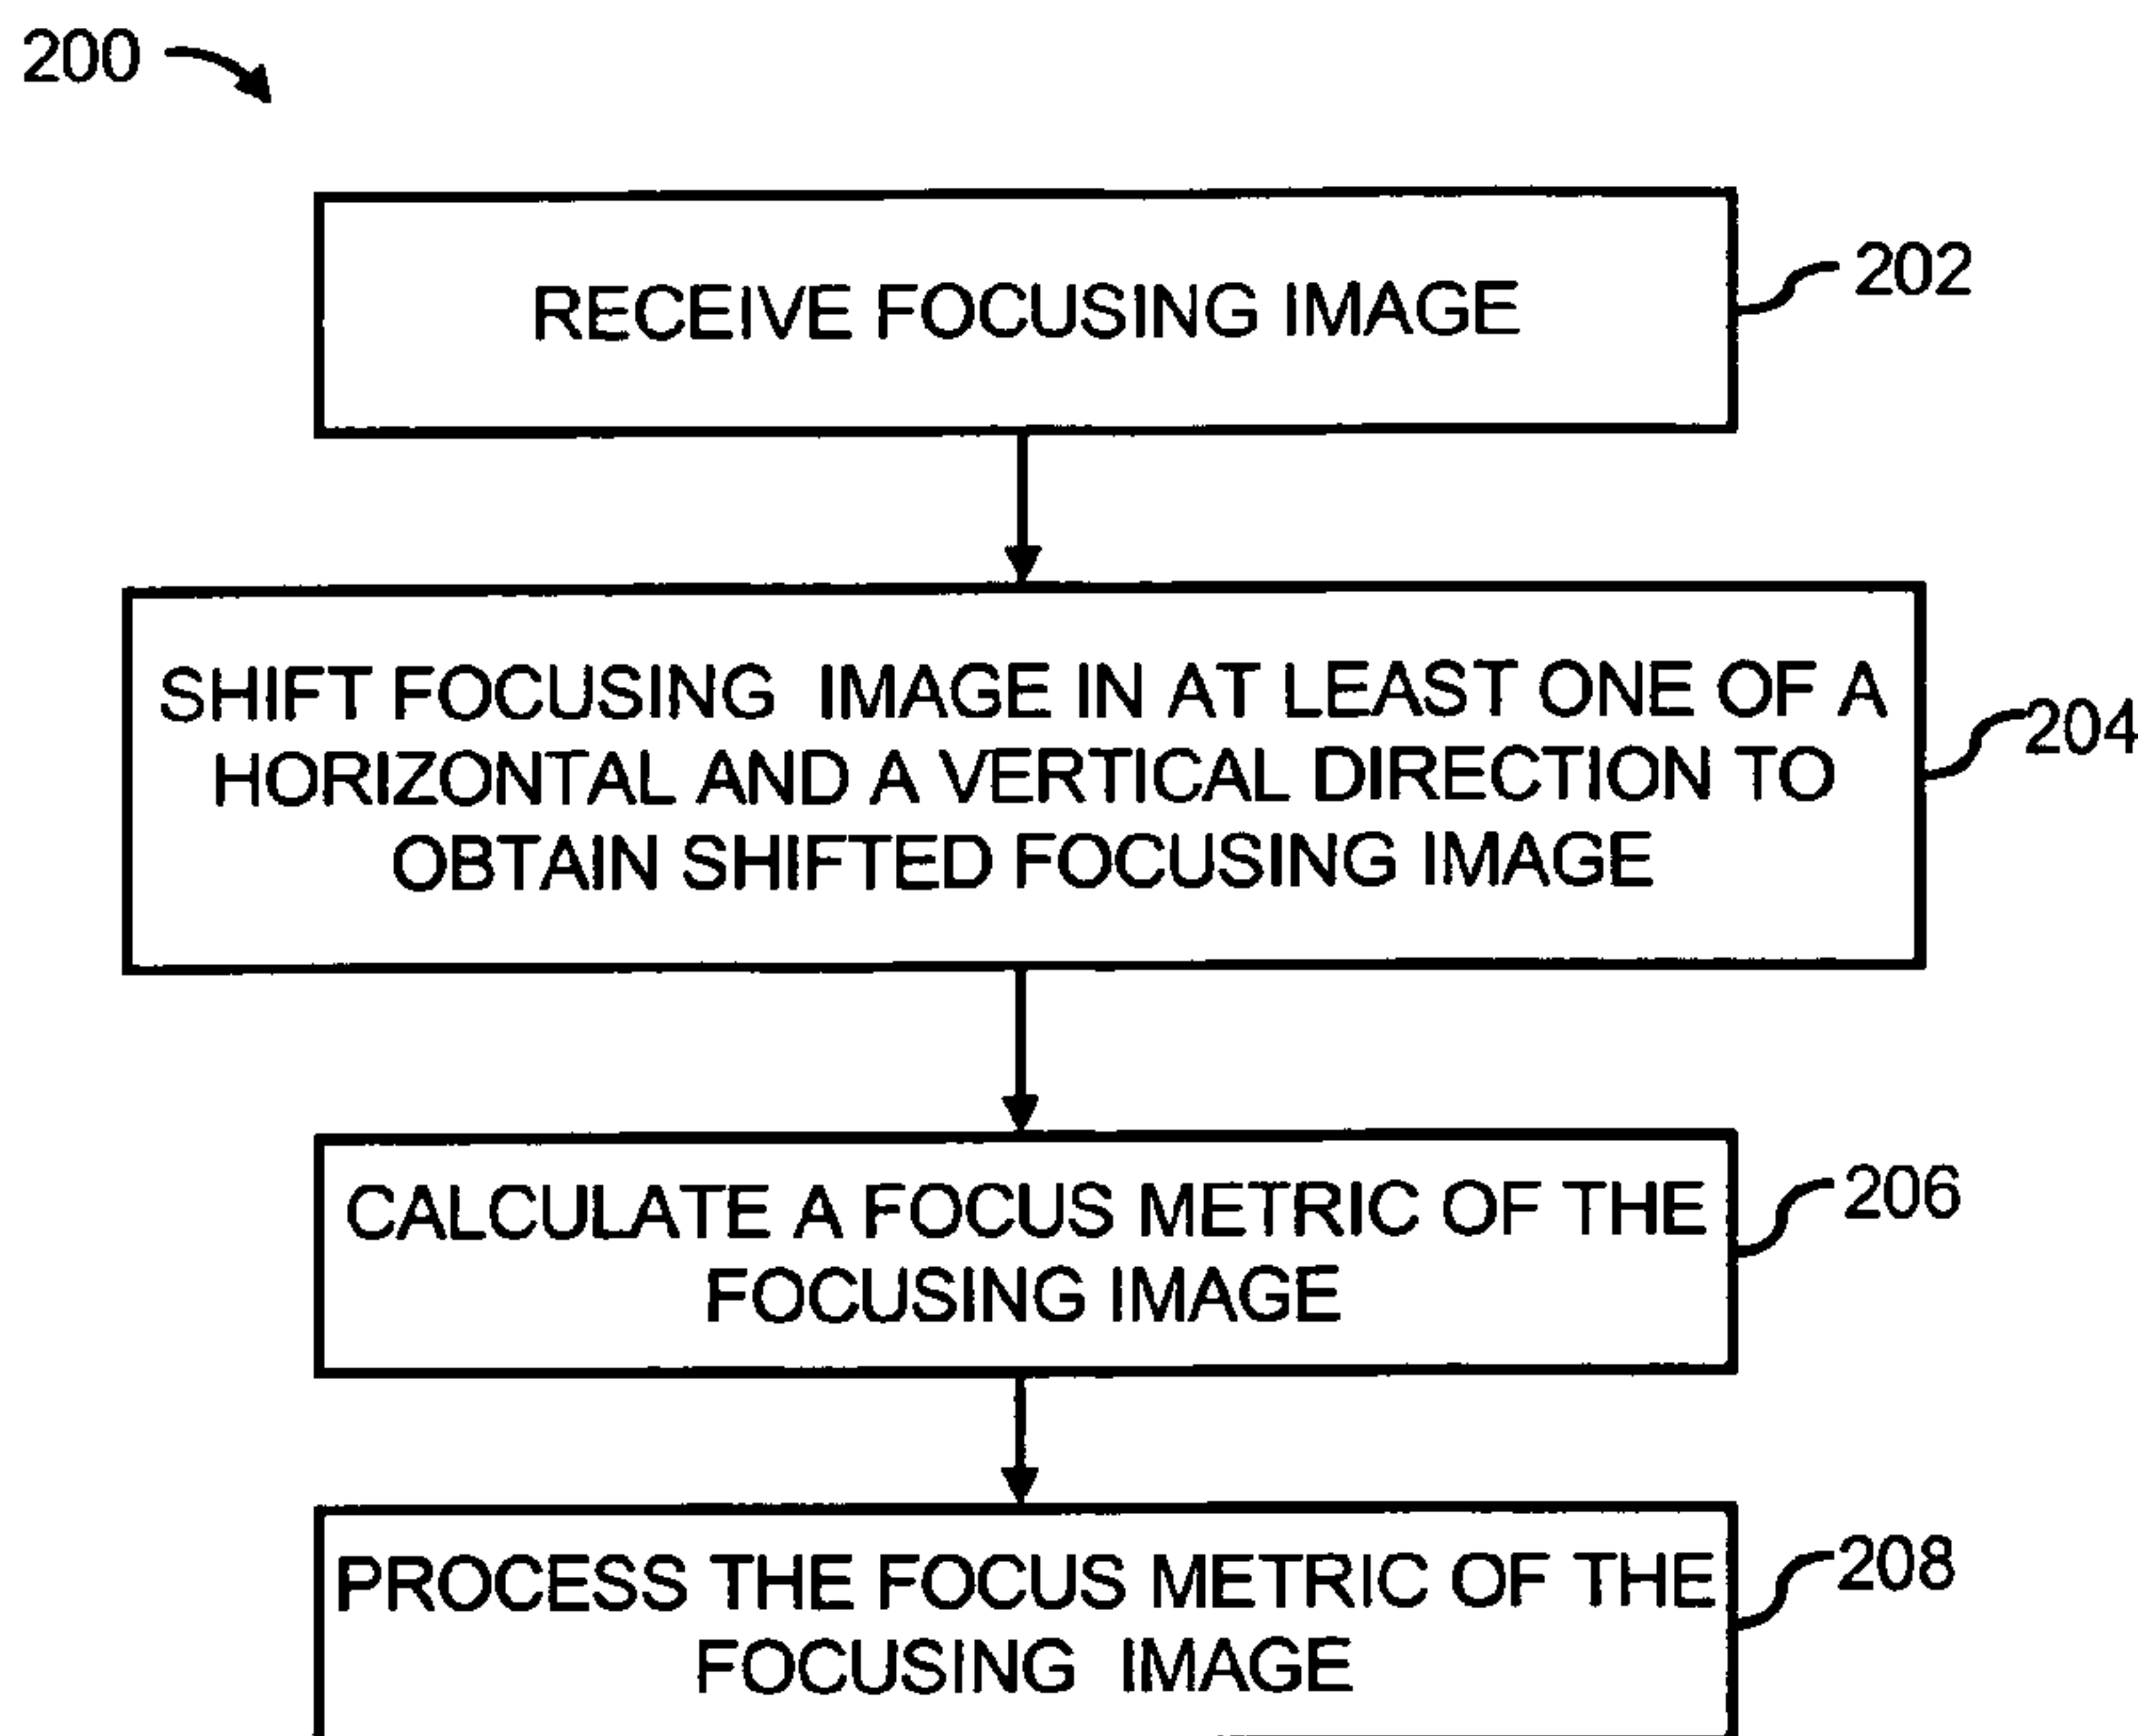 200
RECEIVE FOCUSING IMAGE
202
SHIFT FOCUSING IMAGE IN AT LEAST ONE OF A
HORIZONTAL AND A VERTICAL DIRECTION TO
OBTAIN SHIFTED FOCUSING IMAGE
204
CALCULATE A FOCUS METRIC OF THE
FOCUSING IMAGE
206
PROCESS THE FOCUS METRIC OF THE
FOCUSING IMAGE
208